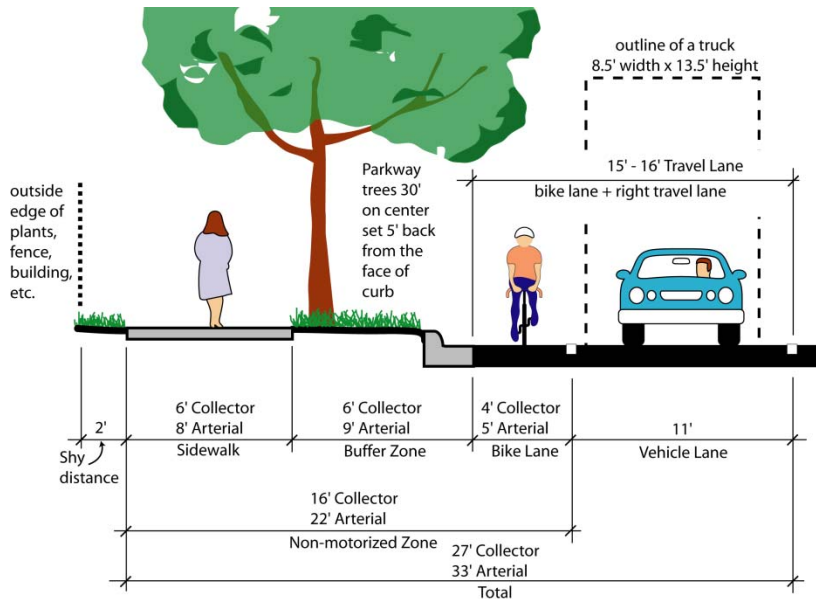 outline of a truck
8.5' width x 13.5' height
15' - 16' Travel Lane
bike lane + right travel lane
outside
edge of
plants,
fence,
building,
etc.
Parkway
trees 30'
on center
set 5' back
from the
face of
curb
2'
Shy
distance
6' Collector
8' Arterial
Sidewalk
6' Collector
9' Arterial
Buffer Zone
4' Collector
5' Arterial
Bike Lane
11'
Vehicle Lane
16' Collector
22' Arterial
Non-motorized Zone
27' Collector
33' Arterial
Total